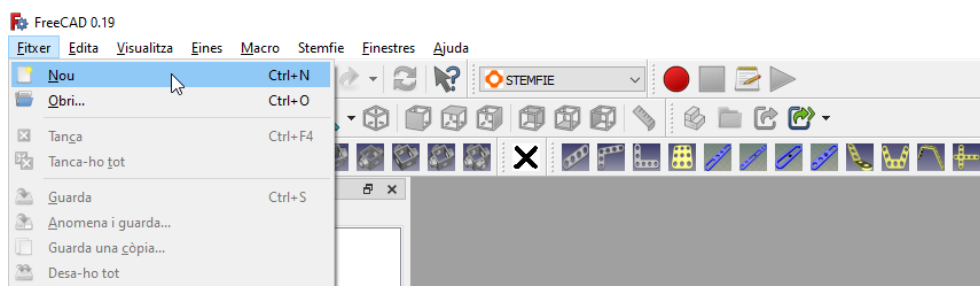 FreeCAD 0.19
Fitxer Edita Visualitza Eines Macro Stemfie Finestres Ajuda
Nou Ctrl+N
STEMFIE
Obri... Ctrl+O
Tanca Ctrl+F4
Tanca-ho tot
Guarda Ctrl+S
Anomena i guarda...
Guarda una còpia...
Desa-ho tot